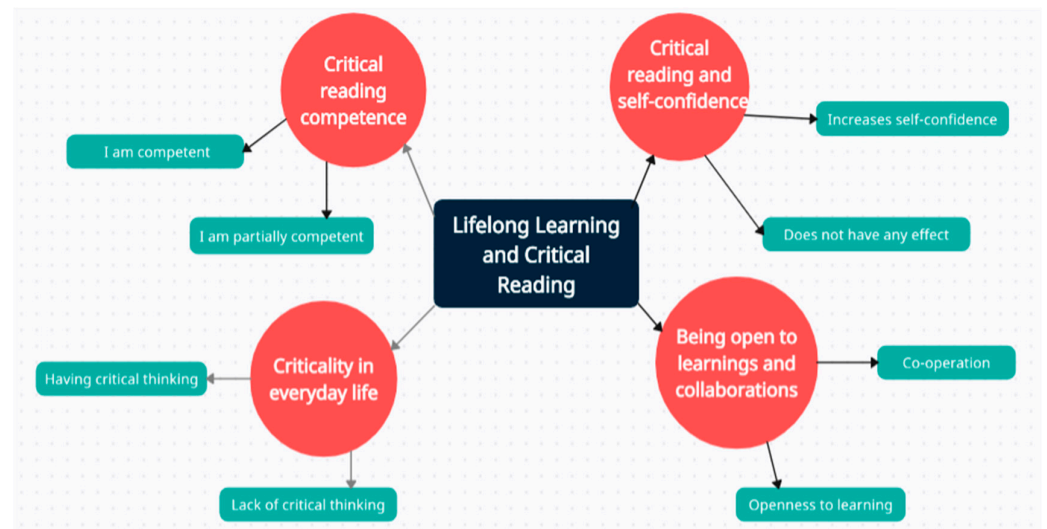 Critical
reading
competence
I am competent
I am partially competent
Critical
reading and
self-confidence
Increases self-confidence
Does not have any effect
Lifelong Learning
and Critical
Reading
Criticality in
everyday life
Having critical thinking
Lack of critical thinking
Being open to
learnings and
collaborations
Co-operation
Openness to learning